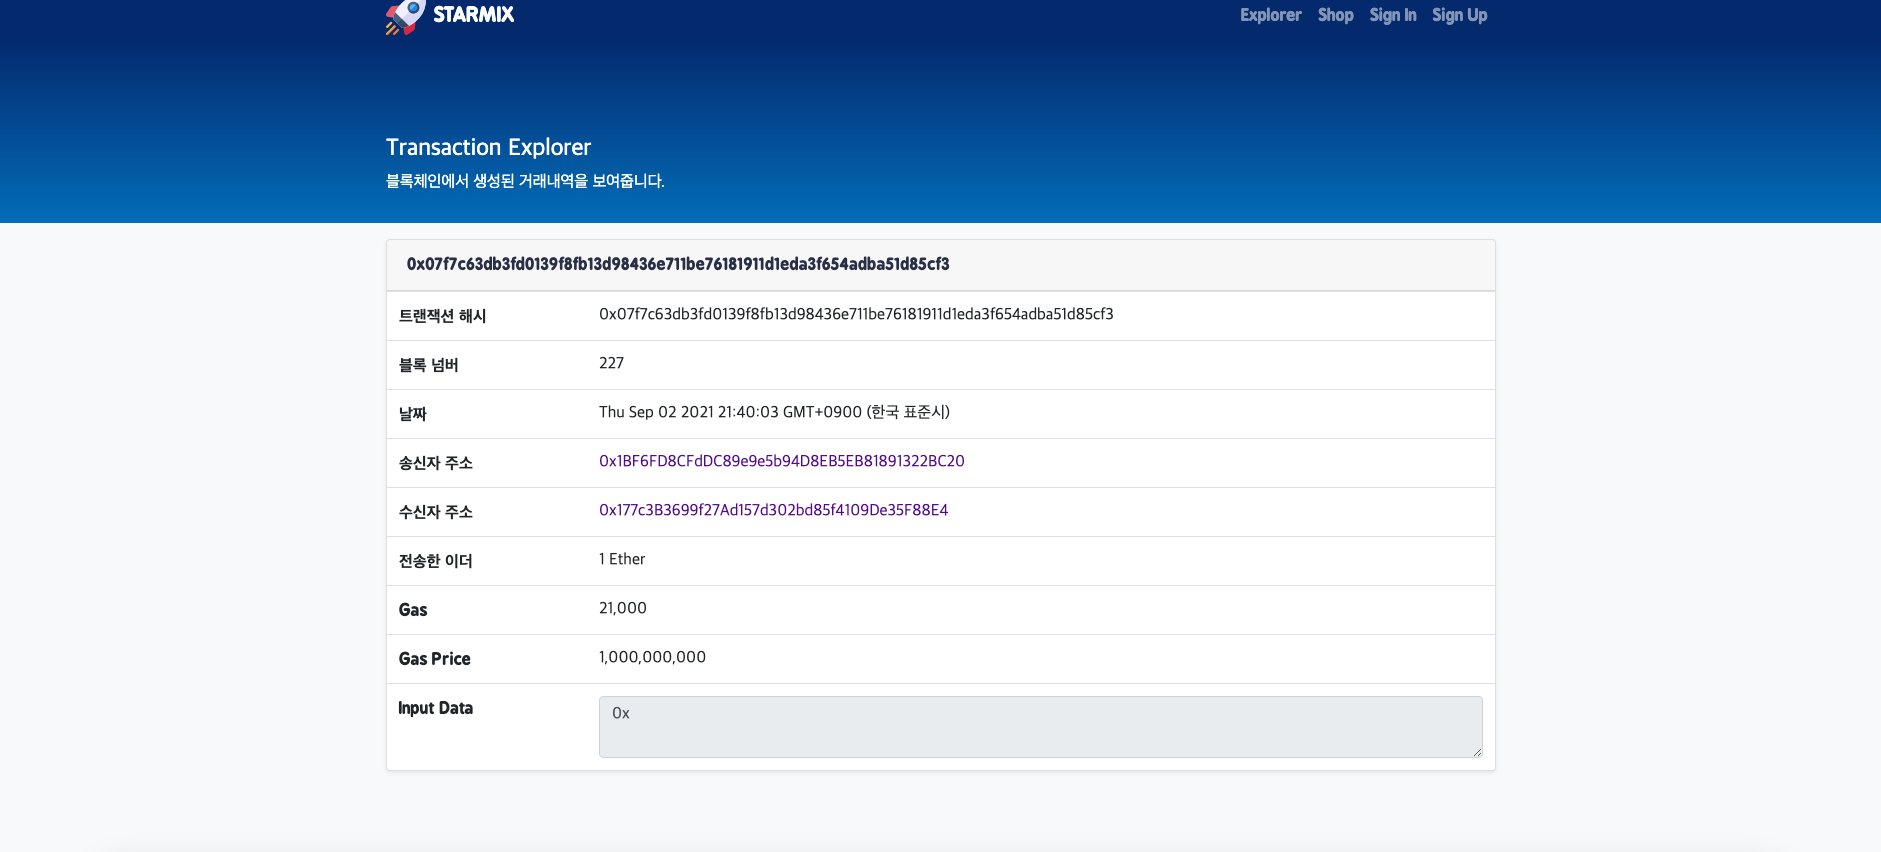 STARMIX
Explorer Shop Sign In Sign Up
Transaction Explorer
블록체인에서 생성된 거래내역을 보여줍니다.
0x07f7c63db3fd0139f8fb13d98436e711be76181911d1eda3f654adba51d85cf3
트랜잭션 해시 0x07f7c63db3fd0139f8fb13d98436e711be76181911d1eda3f654adba51d85cf3
블록 넘버 227
날짜 Thu Sep 02 2021 21:40:03 GMT+0900 (한국 표준시)
송신자 주소 0x1BF6FD8CFdDC89e9e5b94D8EB5EB81891322BC20
수신자 주소 0x177c3B3699f27Ad157d302bd85f4109De35F88E4
전송한 이더 1 Ether
Gas 21,000
Gas Price 1,000,000,000
Input Data 0x